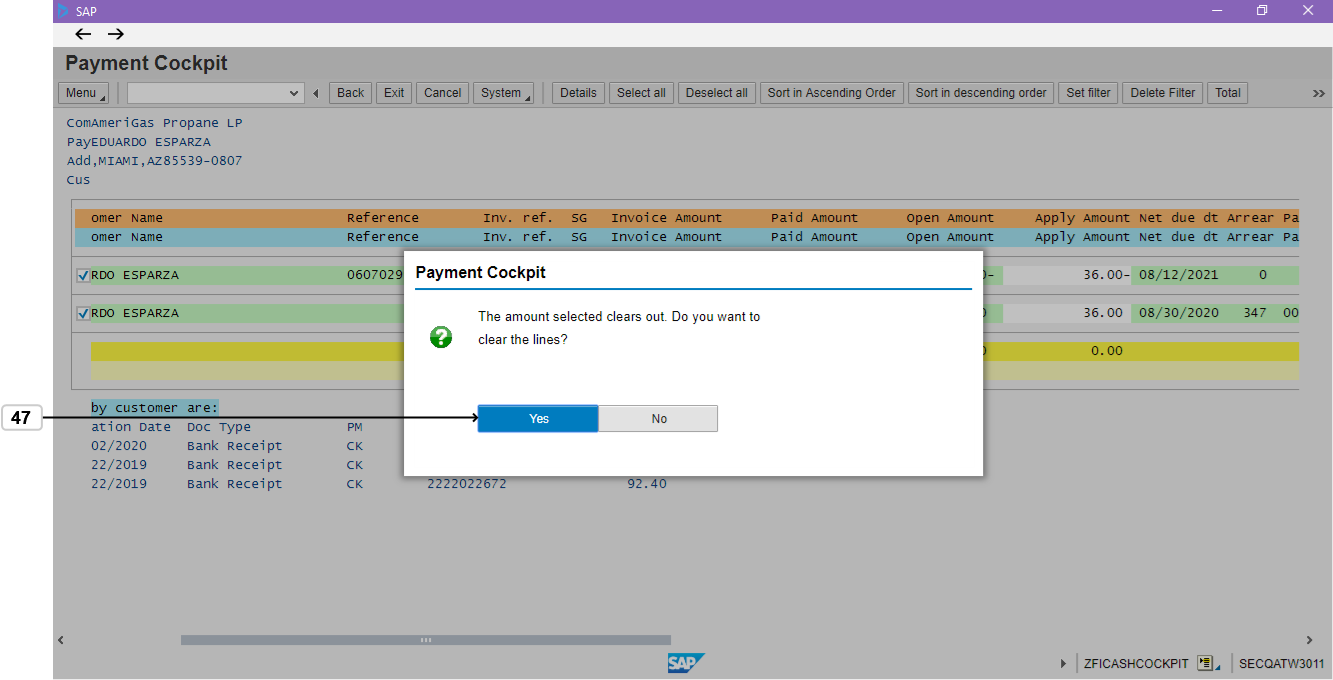 SAP
Payment Cockpit
Menu Back Exit Cancel System Details Select all Deselect all Sort in Ascending Order Sort in descending order Set filter Delete Filter Total
ComAmeriGas Propane LP
PayEDUARDO ESPARZA
Add,MIAMI,AZ85539-0807
Cus
omer Name Reference Inv. ref. SG Invoice Amount Paid Amount Open Amount Apply Amount Net due dt Arrear Pa
omer Name Reference Inv. ref. SG Invoice Amount Paid Amount Open Amount Apply Amount Net due dt Arrear Pa
RDO ESPARZA 0607029 - 36.00- 08/12/2021 0
RDO ESPARZA 36.00 08/30/2020 347 00
0.00
Payment Cockpit
The amount selected clears out. Do you want to
clear the lines?
Yes No
47
by customer are:
ation Date Doc Type PM
02/2020 Bank Receipt CK
22/2019 Bank Receipt CK
22/2019 Bank Receipt CK 2222022672 92.40
SAP
ZFICASHCOCKPIT SECQATW3011